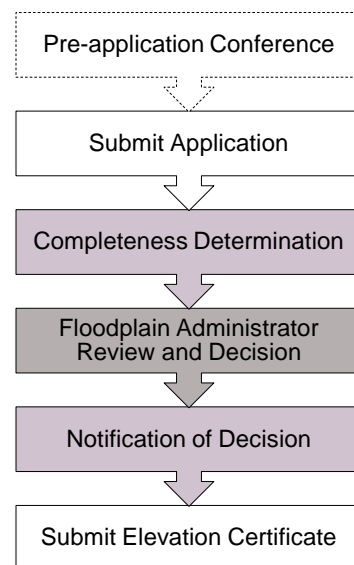 Pre-application Conference
Submit Application
Completeness Determination
Floodplain Administrator
Review and Decision
Notification of Decision
Submit Elevation Certificate